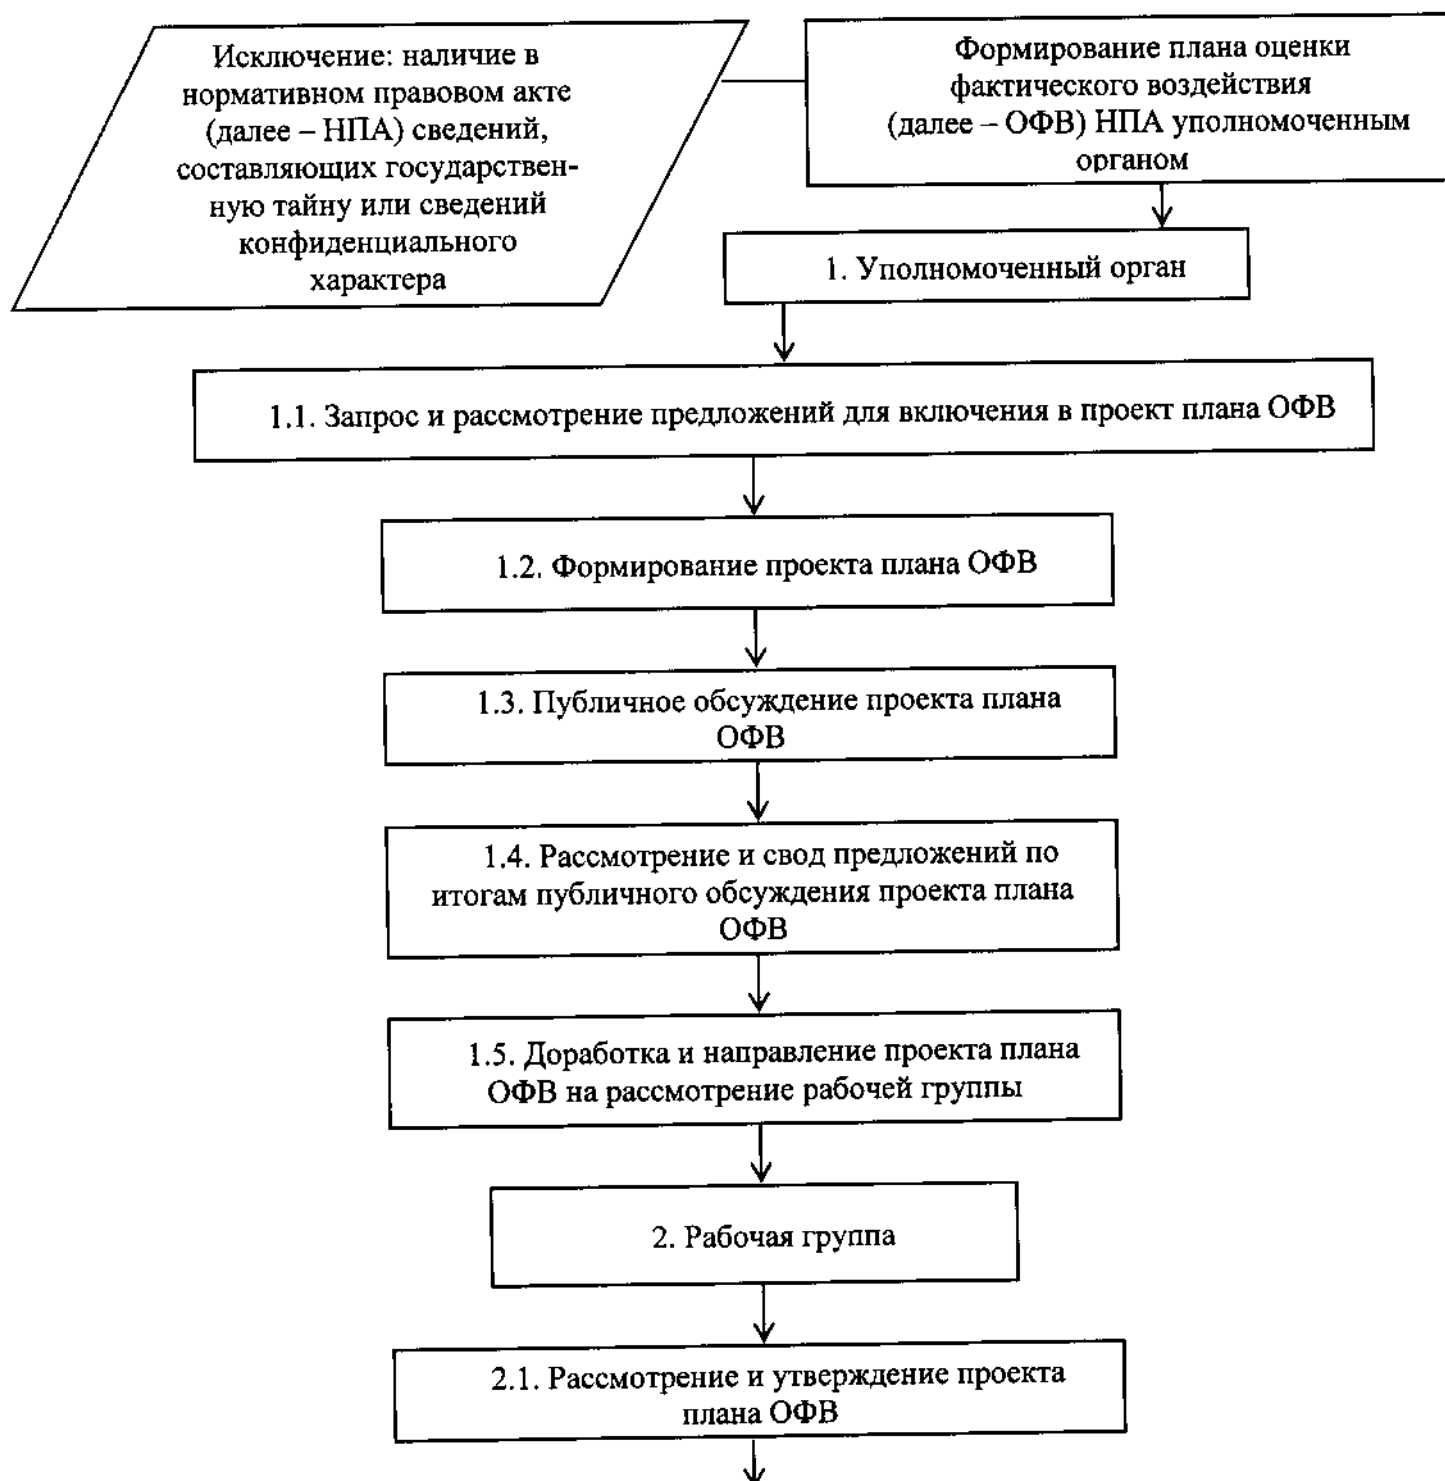 Исключение: наличие в
нормативном правовом акте
(далее – НПА) сведений,
составляющих государствен-
ную тайну или сведений
конфиденциального
характера
Формирование плана оценки
фактического воздействия
(далее – ОФВ) НПА уполномоченным
органом
1. Уполномоченный орган
1.1. Запрос и рассмотрение предложений для включения в проект плана ОФВ
1.2. Формирование проекта плана ОФВ
1.3. Публичное обсуждение проекта плана
ОФВ
1.4. Рассмотрение и свод предложений по
итогам публичного обсуждения проекта плана
ОФВ
1.5. Доработка и направление проекта плана
ОФВ на рассмотрение рабочей группы
2. Рабочая группа
2.1. Рассмотрение и утверждение проекта
плана ОФВ